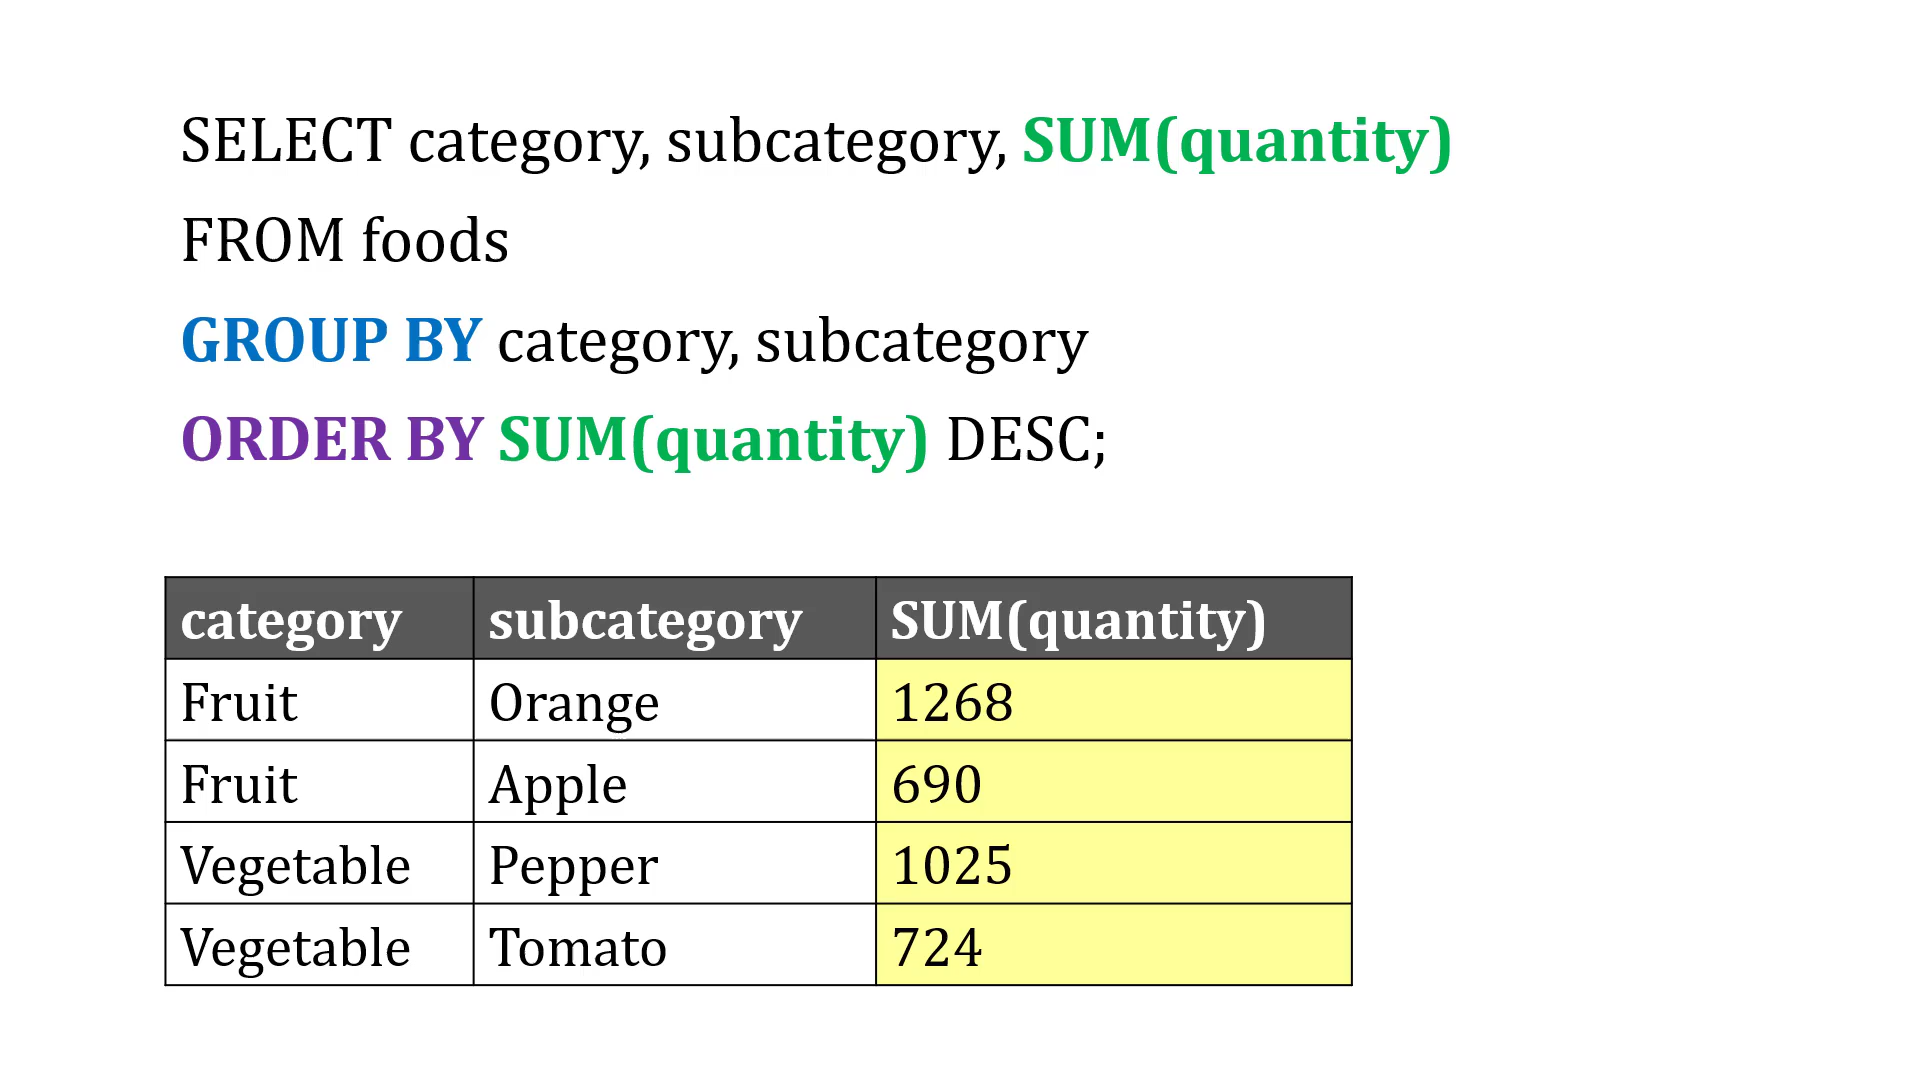 SELECT category, subcategory, SUM(quantity)
FROM foods
GROUP BY category, subcategory
ORDER BY SUM(quantity) DESC;
category subcategory SUM(quantity)
Fruit Orange 1268
Fruit Apple 690
Vegetable Pepper 1025
Vegetable Tomato 724